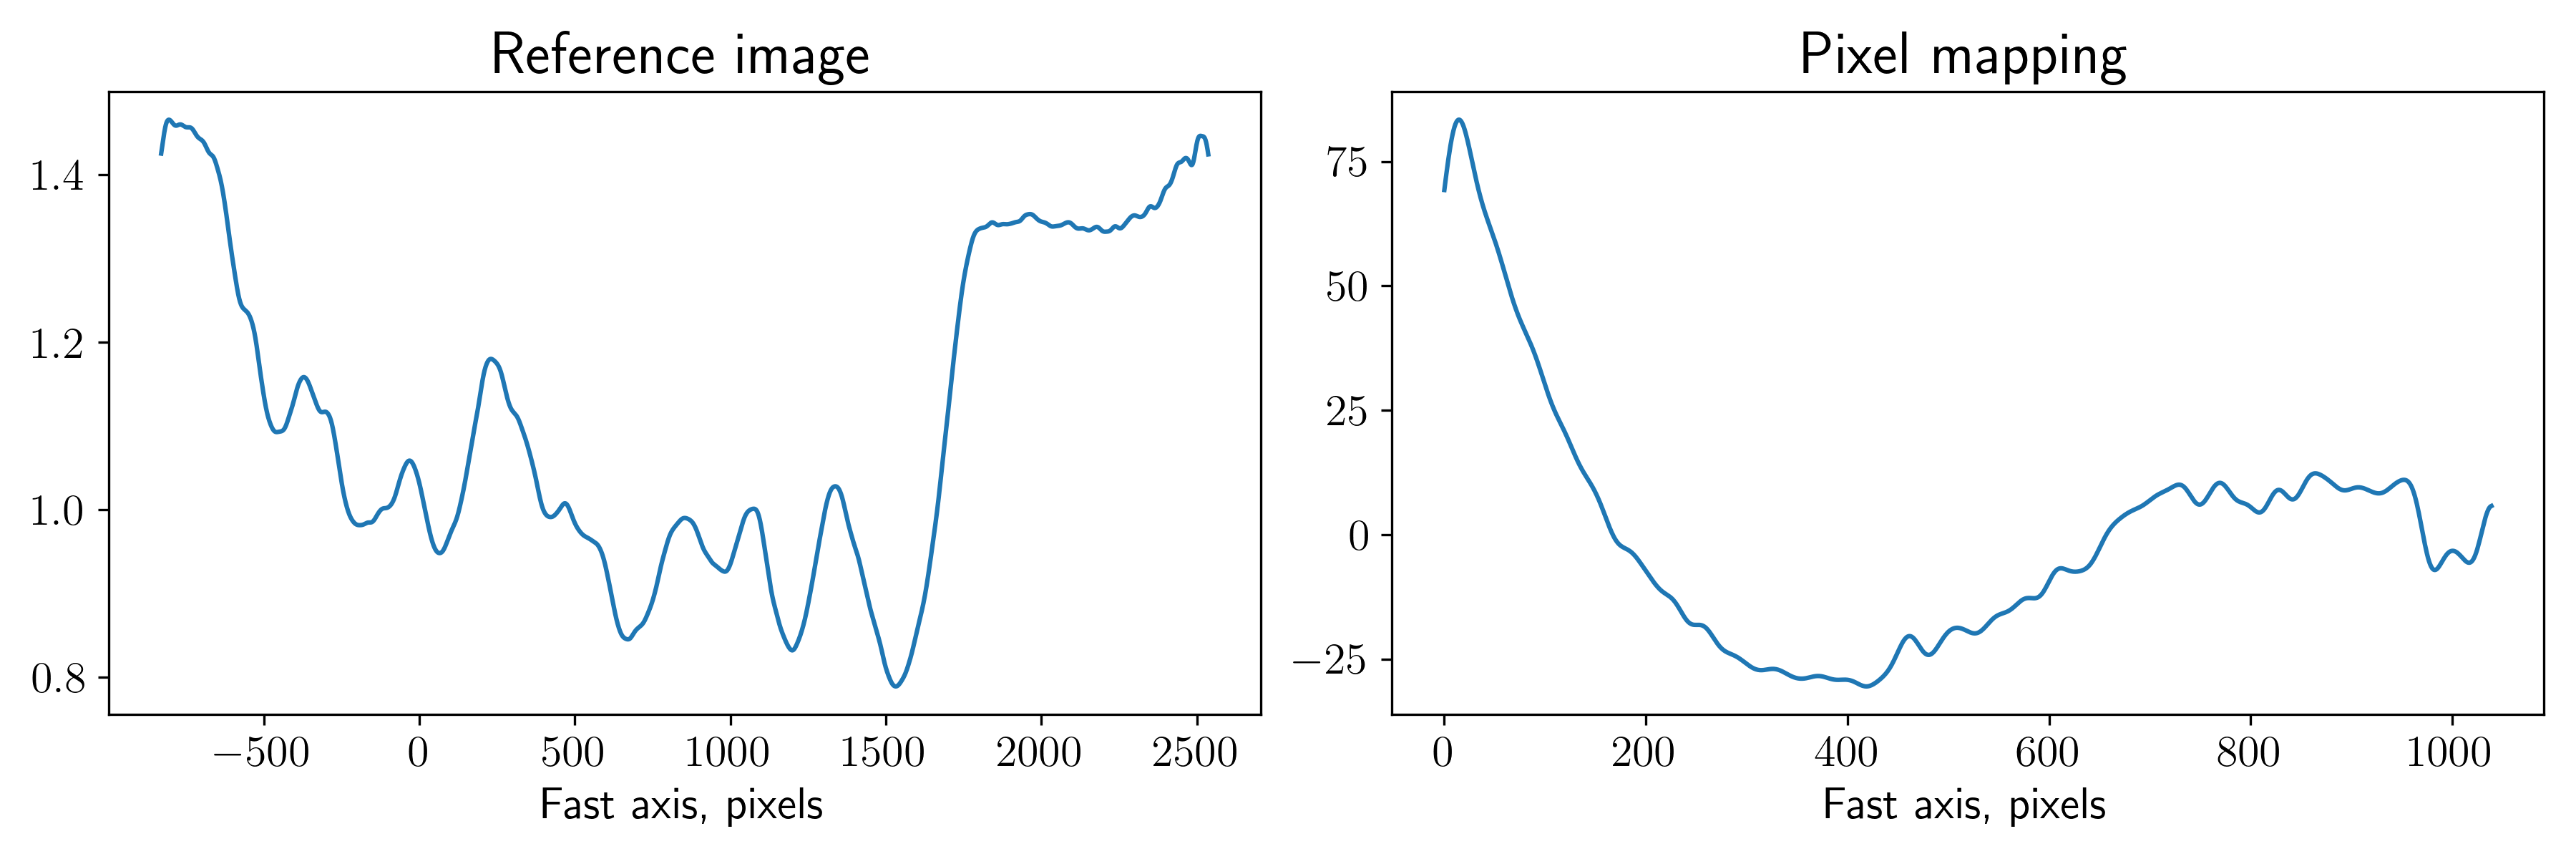 Reference image
1.4
1.2
1.0
0.8
−500 0 500 1000 1500 2000 2500
Fast axis, pixels
Pixel mapping
75
50
25
0
−25
0 200 400 600 800 1000
Fast axis, pixels